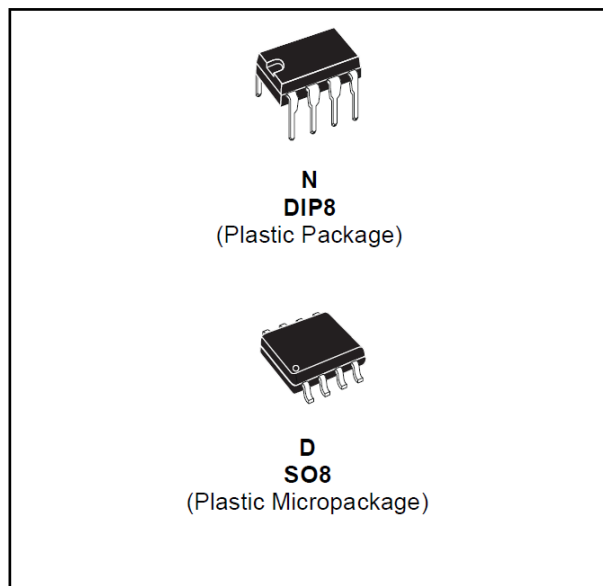 N
DIP8
(Plastic Package)
D
SO8
(Plastic Micropackage)